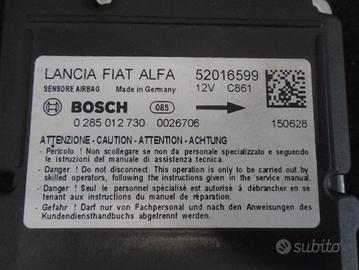 LANCIA FIAT ALFA 52016599
SENSORE AIRBAG Made in Germany 12V C861
BOSCH 085
0 285 012 730 0026706 150628
ATTENZIONE - CAUTION - ATTENTION - ACHTUNG
- Pericolo ! Non scollegare se non da personale specializzato e seguendo
le istruzioni del manuale di assistenza tecnica.
- Danger ! Do not disconnect. This operation is only to be carried out by
skilled operators, following the instructions given in the service manual.
- Danger ! Seul le personnel spécialisé est autorisé à débrancher en se
tenant aux instructions du manuel de réparation.
- Gefahr ! Darf nur von Fachpersonal und nach den Anweisungen des
Kundendiensthandbuchs abgetrennt werden.
subito